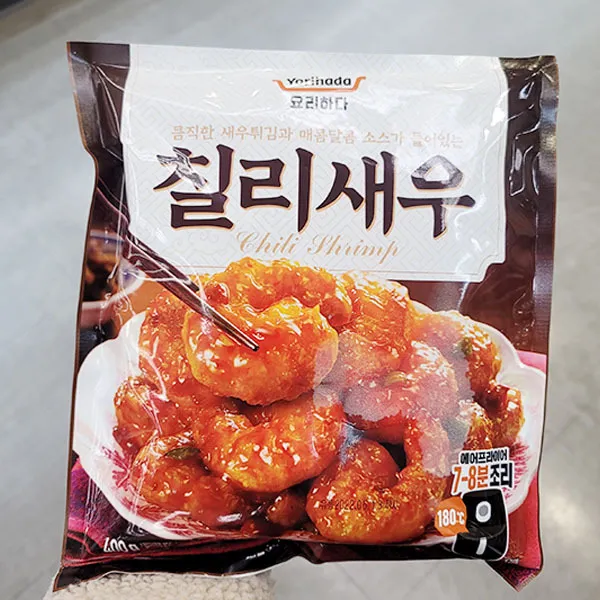 Yorihada
요리하다
큼직한 새우튀김과 매콤달콤 소스가 들어있는
칠리새우
Chili Shrimp
에어프라이어
7-8분조리
180℃
400g